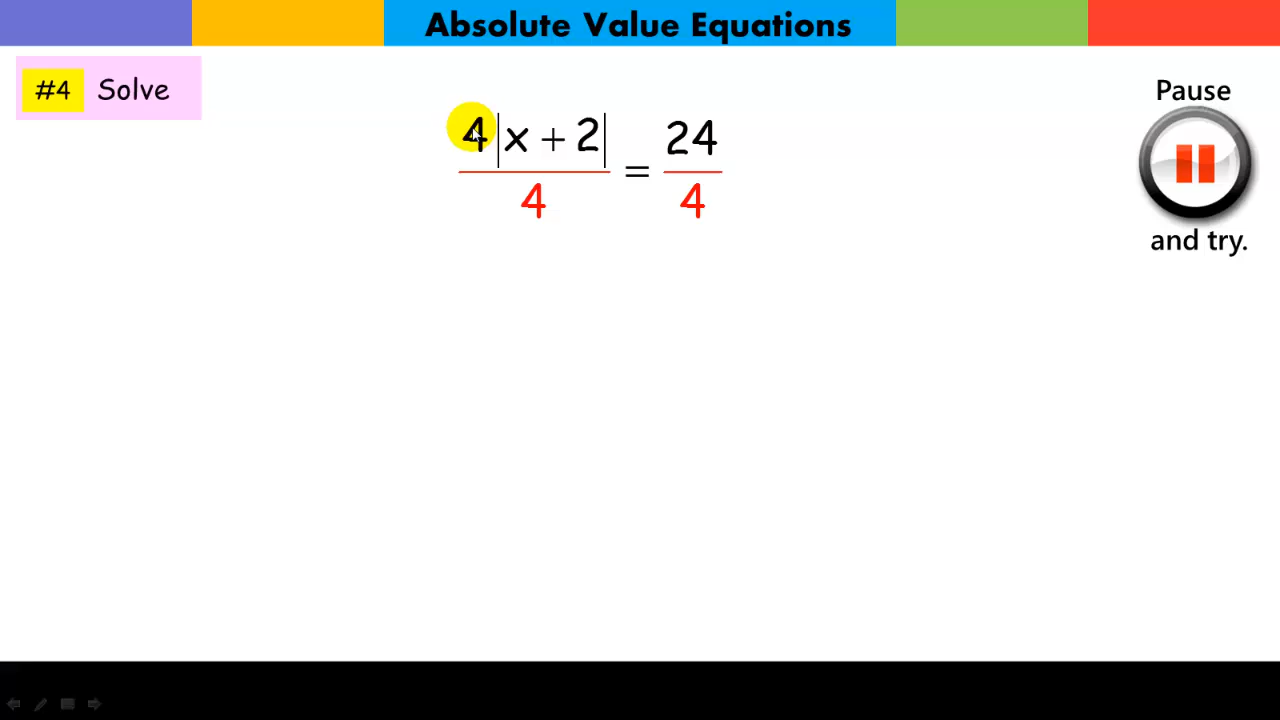 Absolute Value Equations
#4 Solve
4|x + 2| = 24
4 4
Pause
and try.